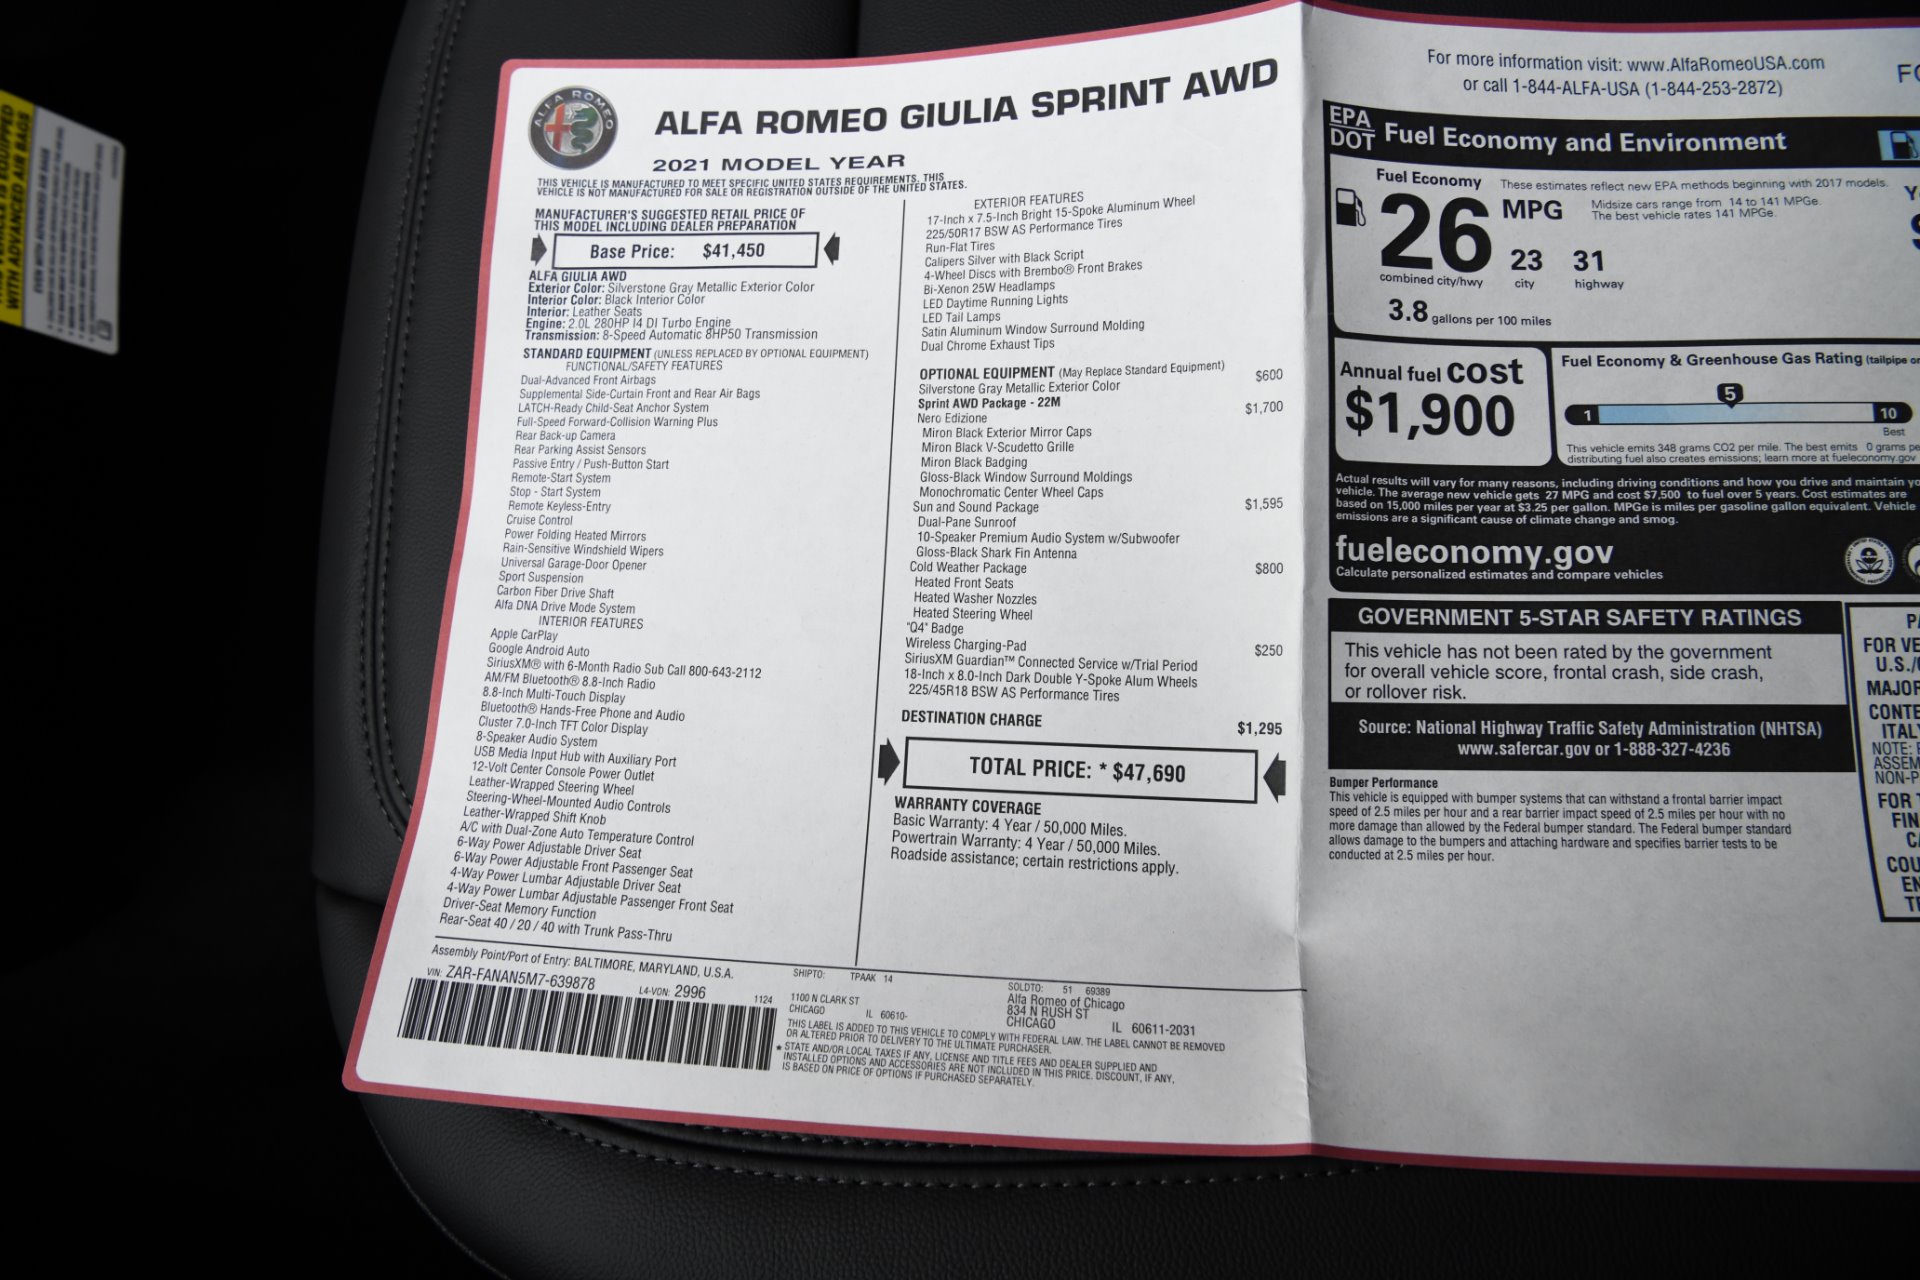 WITH ADVANCED AIR BAGS
ALFA ROMEO
ALFA ROMEO GIULIA SPRINT AWD
2021 MODEL YEAR
THIS VEHICLE IS MANUFACTURED TO MEET SPECIFIC UNITED STATES REQUIREMENTS. THIS
VEHICLE IS NOT MANUFACTURED FOR SALE OR REGISTRATION OUTSIDE OF THE UNITED STATES.
MANUFACTURER'S SUGGESTED RETAIL PRICE OF
THIS MODEL INCLUDING DEALER PREPARATION
Base Price: $41,450
ALFA GIULIA AWD
Exterior Color: Silverstone Gray Metallic Exterior Color
Interior Color: Black Interior Color
Interior: Leather Seats
Engine: 2.0L 280HP I4 DI Turbo Engine
Transmission: 8-Speed Automatic 8HP50 Transmission
STANDARD EQUIPMENT (UNLESS REPLACED BY OPTIONAL EQUIPMENT)
FUNCTIONAL/SAFETY FEATURES
Dual-Advanced Front Airbags
Supplemental Side-Curtain Front and Rear Air Bags
LATCH-Ready Child-Seat Anchor System
Full-Speed Forward-Collision Warning Plus
Rear Back-up Camera
Rear Parking Assist Sensors
Passive Entry / Push-Button Start
Remote-Start System
Stop - Start System
Remote Keyless-Entry
Cruise Control
Power Folding Heated Mirrors
Rain-Sensitive Windshield Wipers
Universal Garage-Door Opener
Sport Suspension
Carbon Fiber Drive Shaft
Alfa DNA Drive Mode System
INTERIOR FEATURES
Apple CarPlay
Google Android Auto
SiriusXM® with 6-Month Radio Sub Call 800-643-2112
AM/FM Bluetooth® 8.8-Inch Radio
8.8-Inch Multi-Touch Display
Bluetooth® Hands-Free Phone and Audio
Cluster 7.0-Inch TFT Color Display
8-Speaker Audio System
USB Media Input Hub with Auxiliary Port
12-Volt Center Console Power Outlet
Leather-Wrapped Steering Wheel
Steering-Wheel-Mounted Audio Controls
Leather-Wrapped Shift Knob
A/C with Dual-Zone Auto Temperature Control
6-Way Power Adjustable Driver Seat
6-Way Power Adjustable Front Passenger Seat
4-Way Power Lumbar Adjustable Driver Seat
4-Way Power Lumbar Adjustable Passenger Front Seat
Driver-Seat Memory Function
Rear-Seat 40 / 20 / 40 with Trunk Pass-Thru
EXTERIOR FEATURES
17-Inch x 7.5-Inch Bright 15-Spoke Aluminum Wheel
225/50R17 BSW AS Performance Tires
Run-Flat Tires
Calipers Silver with Black Script
4-Wheel Discs with Brembo® Front Brakes
Bi-Xenon 25W Headlamps
LED Daytime Running Lights
LED Tail Lamps
Satin Aluminum Window Surround Molding
Dual Chrome Exhaust Tips
OPTIONAL EQUIPMENT (May Replace Standard Equipment)
Silverstone Gray Metallic Exterior Color $600
Sprint AWD Package - 22M
Nero Edizione $1,700
Miron Black Exterior Mirror Caps
Miron Black V-Scudetto Grille
Miron Black Badging
Gloss-Black Window Surround Moldings
Monochromatic Center Wheel Caps
Sun and Sound Package $1,595
Dual-Pane Sunroof
10-Speaker Premium Audio System w/Subwoofer
Gloss-Black Shark Fin Antenna
Cold Weather Package $800
Heated Front Seats
Heated Washer Nozzles
Heated Steering Wheel
"Q4" Badge
Wireless Charging-Pad $250
SiriusXM Guardian™ Connected Service w/Trial Period
18-Inch x 8.0-Inch Dark Double Y-Spoke Alum Wheels
225/45R18 BSW AS Performance Tires
DESTINATION CHARGE $1,295
TOTAL PRICE: * $47,690
WARRANTY COVERAGE
Basic Warranty: 4 Year / 50,000 Miles.
Powertrain Warranty: 4 Year / 50,000 Miles.
Roadside assistance; certain restrictions apply.
Assembly Point/Port of Entry: BALTIMORE, MARYLAND, U.S.A.
VIN: ZAR-FANAN5M7-639878
L4-VON: 2996
1124
SHIPTO: TPAAK 14
1100 N CLARK ST
CHICAGO IL 60610-
SOLDTO: 51 69389
Alfa Romeo of Chicago
834 N RUSH ST
CHICAGO IL 60611-2031
THIS LABEL IS ADDED TO THIS VEHICLE TO COMPLY WITH FEDERAL LAW. THE LABEL CANNOT BE REMOVED
OR ALTERED PRIOR TO DELIVERY TO THE ULTIMATE PURCHASER.
* STATE AND/OR LOCAL TAXES IF ANY, LICENSE AND TITLE FEES AND DEALER SUPPLIED AND
INSTALLED OPTIONS AND ACCESSORIES ARE NOT INCLUDED IN THIS PRICE. DISCOUNT, IF ANY,
IS BASED ON PRICE OF OPTIONS IF PURCHASED SEPARATELY.
For more information visit: www.AlfaRomeoUSA.com
or call 1-844-ALFA-USA (1-844-253-2872)
EPA
DOT Fuel Economy and Environment
Fuel Economy
26 MPG
combined city/hwy
23
city
31
highway
3.8 gallons per 100 miles
These estimates reflect new EPA methods beginning with 2017 models.
Midsize cars range from 14 to 141 MPGe.
The best vehicle rates 141 MPGe.
Annual fuel cost
$1,900
Fuel Economy & Greenhouse Gas Rating (tailpipe
5
1 10
Best
This vehicle emits 348 grams CO2 per mile. The best emits 0 grams
distributing fuel also creates emissions; learn more at fueleconomy.gov
Actual results will vary for many reasons, including driving conditions and how you drive and maintain
vehicle. The average new vehicle gets 27 MPG and cost $7,500 to fuel over 5 years. Cost estimates are
based on 15,000 miles per year at $3.25 per gallon. MPGe is miles per gasoline gallon equivalent. Vehicle
emissions are a significant cause of climate change and smog.
fueleconomy.gov
Calculate personalized estimates and compare vehicles
GOVERNMENT 5-STAR SAFETY RATINGS
This vehicle has not been rated by the government
for overall vehicle score, frontal crash, side crash,
or rollover risk.
Source: National Highway Traffic Safety Administration (NHTSA)
www.safercar.gov or 1-888-327-4236
Bumper Performance
This vehicle is equipped with bumper systems that can withstand a frontal barrier impact
speed of 2.5 miles per hour and a rear barrier impact speed of 2.5 miles per hour with no
more damage than allowed by the Federal bumper standard. The Federal bumper standard
allows damage to the bumpers and attaching hardware and specifies barrier tests to be
conducted at 2.5 miles per hour.
FOR VE
U.S./
MAJOR
CONTE
ITAL
NOTE:
ASSEM
NON-P
FOR
FIN
COU